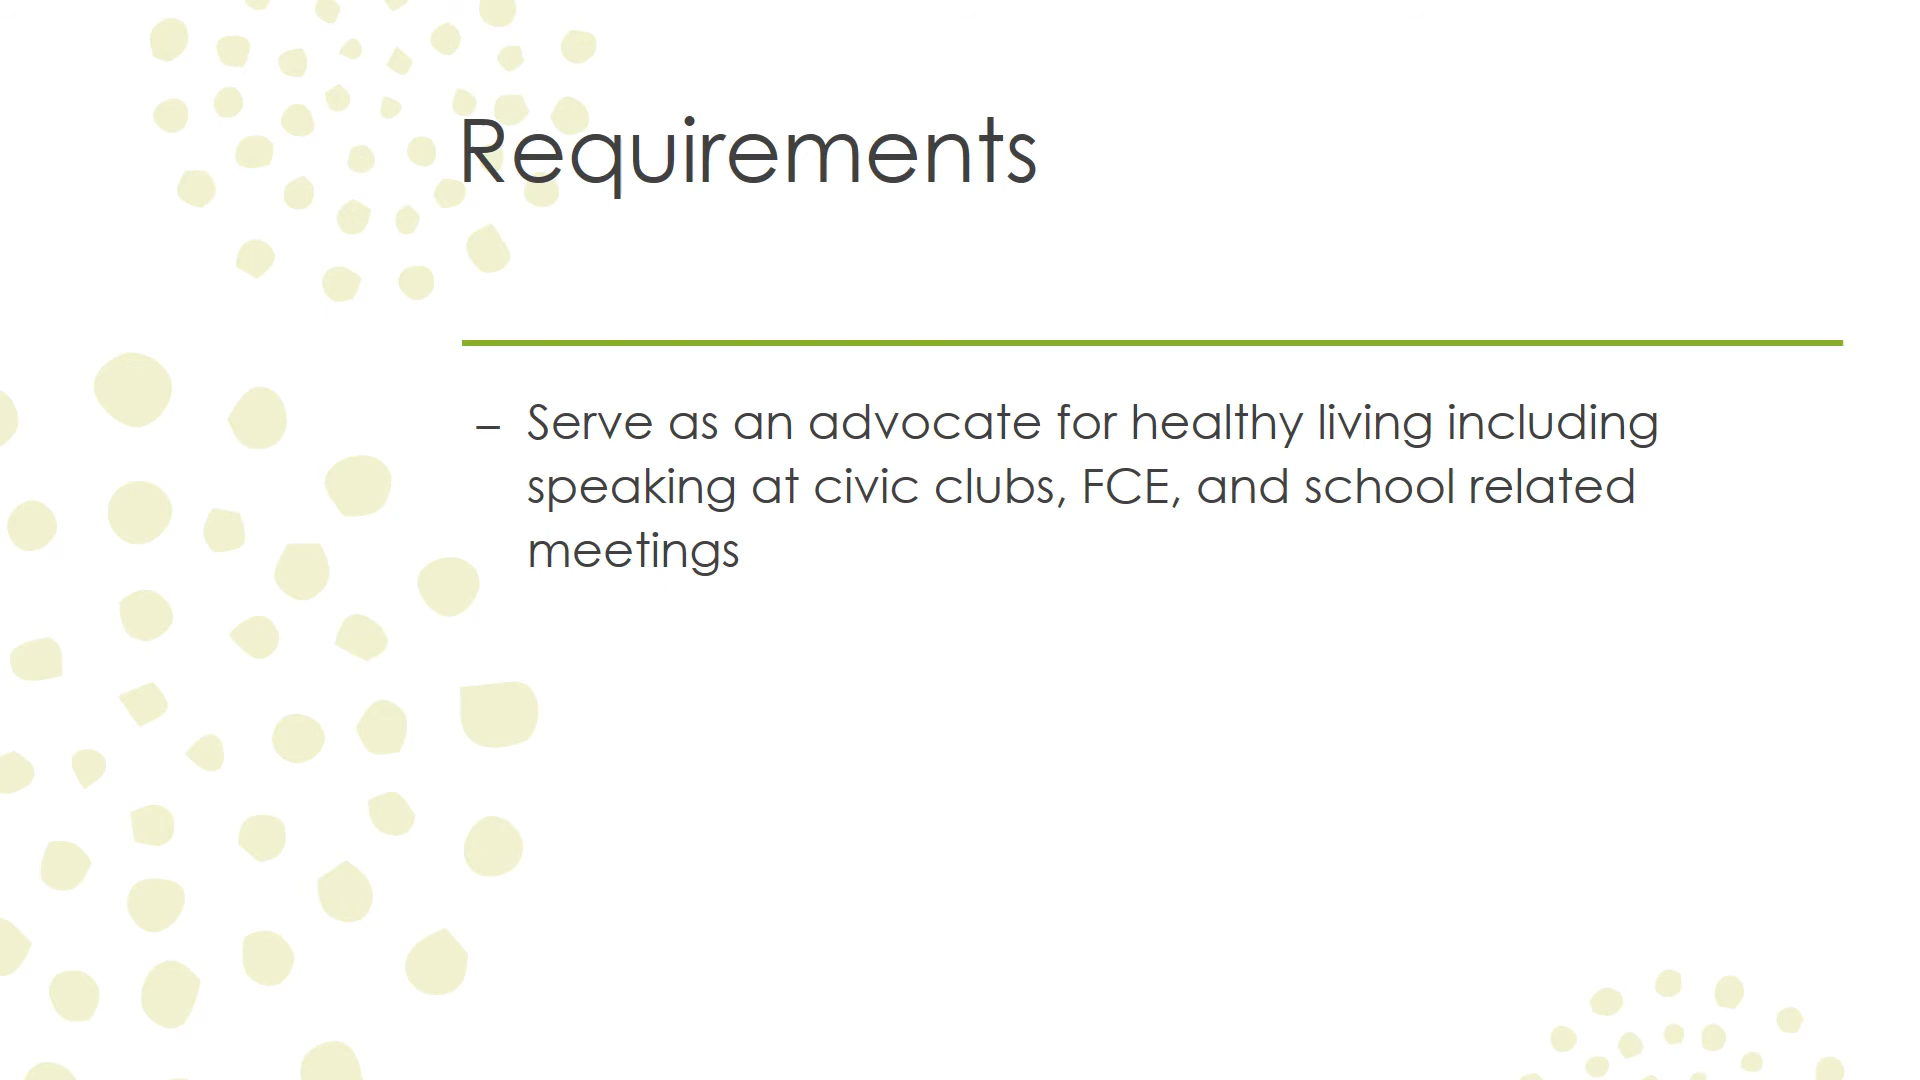 Requirements
– Serve as an advocate for healthy living including
speaking at civic clubs, FCE, and school related
meetings